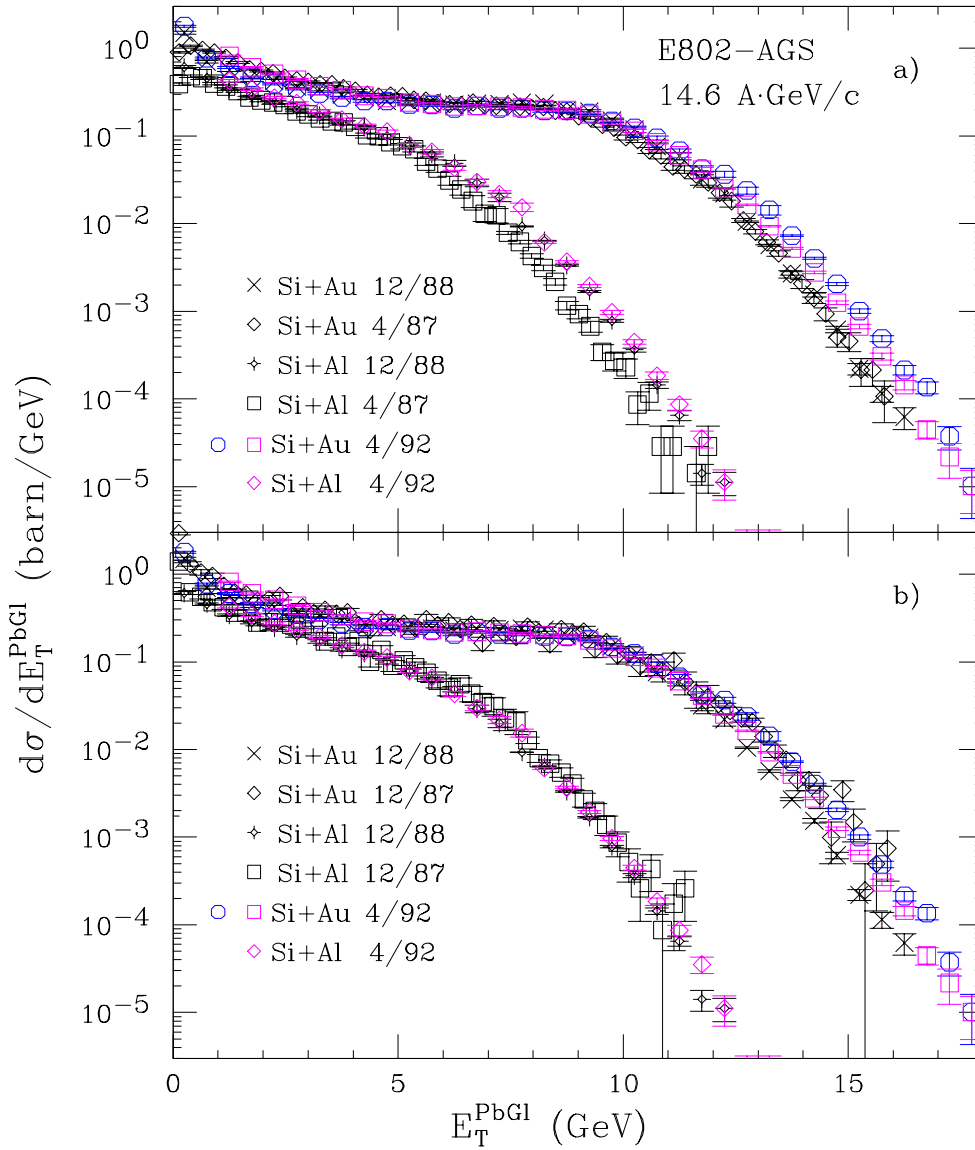 E802-AGS
14.6 A·GeV/c
a)
10^0
10^-1
10^-2
10^-3
10^-4
10^-5
Si+Au 12/88
Si+Au 4/87
Si+Al 12/88
Si+Al 4/87
Si+Au 4/92
Si+Al 4/92
dσ/dE_T^PbGl (barn/GeV)
b)
10^0
10^-1
10^-2
10^-3
10^-4
10^-5
Si+Au 12/88
Si+Au 12/87
Si+Al 12/88
Si+Al 12/87
Si+Au 4/92
Si+Al 4/92
0 5 10 15
E_T^PbGl (GeV)